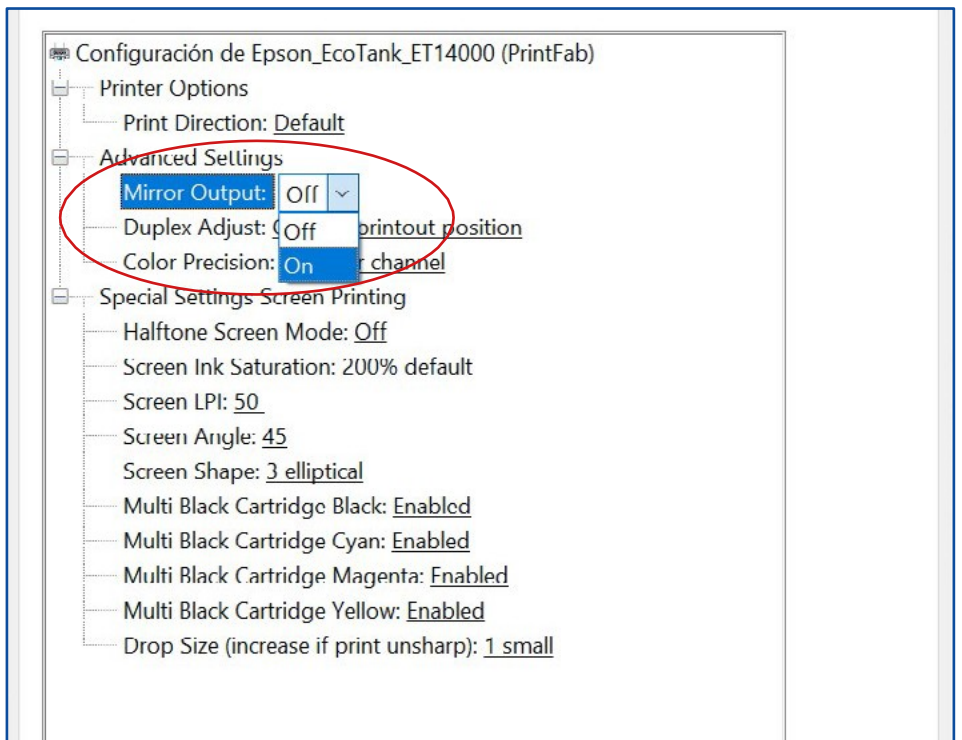 Configuración de Epson_EcoTank_ET14000 (PrintFab)
Printer Options
Print Direction: Default
Advanced Settings
Mirror Output: Off
Duplex Adjust: Off printout position
Color Precision: On channel
Special Settings Screen Printing
Halftone Screen Mode: Off
Screen Ink Saturation: 200% default
Screen LPI: 50
Screen Angle: 45
Screen Shape: 3 elliptical
Multi Black Cartridge Black: Enabled
Multi Black Cartridge Cyan: Enabled
Multi Black Cartridge Magenta: Enabled
Multi Black Cartridge Yellow: Enabled
Drop Size (increase if print unsharp): 1 small